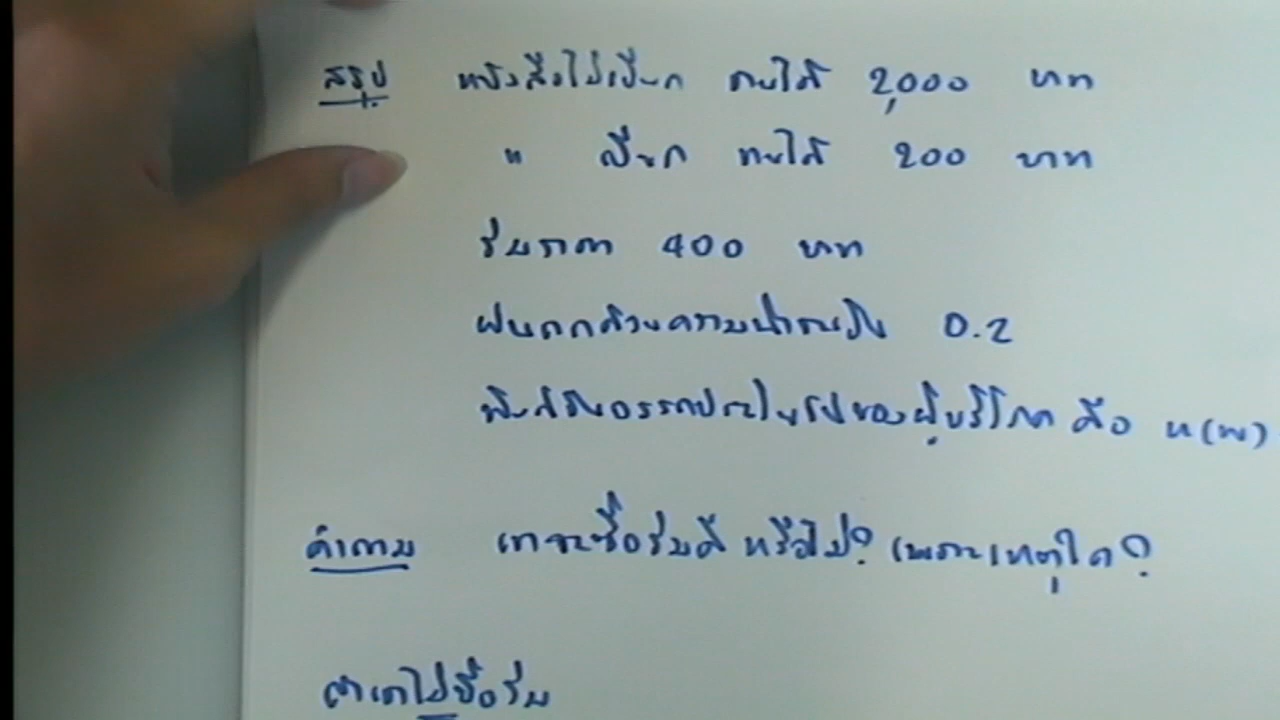 สรุป หนังสือไม่เปียก ขายได้ 2,000 บาท
" เปียก ขายได้ 200 บาท
ร่มราคา 400 บาท
ฝนตกด้วยความน่าจะเป็น 0.2
ฟังก์ชันอรรถประโยชน์ของผู้บริโภค คือ u(w)
คำถาม เขาจะซื้อร่มดี หรือไม่? เพราะเหตุใด?
ถ้าเขาไม่ซื้อร่ม